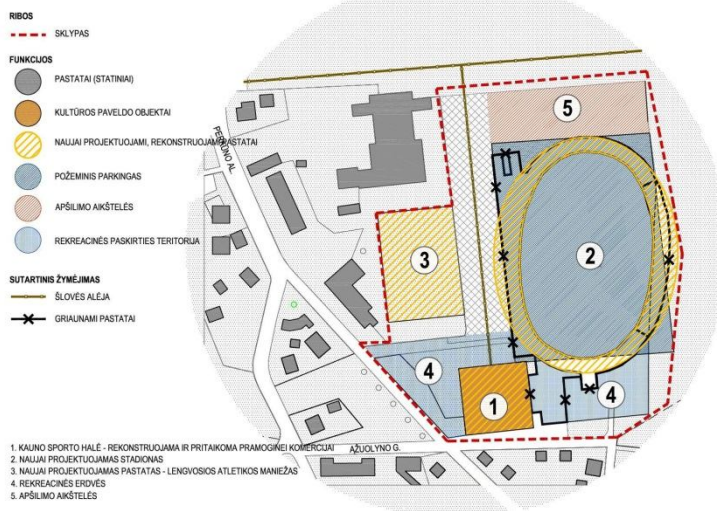 RIBOS
SKLYPAS
FUNKCIJOS
PASTATAI (STATINIAI)
KULTŪROS PAVELDO OBJEKTAI
NAUJAI PROJEKTUOJAMI, REKONSTRUOJAMI PASTATAI
POŽEMINIS PARKINGAS
APŠILIMO AIKŠTELĖS
REKREACINĖS PASKIRTIES TERITORIJA
SUTARTINIS ŽYMĖJIMAS
ŠLOVĖS ALĖJA
GRIAUNAMI PASTATAI
PERKŪNO AL.
5
2
3
4
4
1
AŽUOLYNO G.
1. KAUNO SPORTO HALĖ - REKONSTRUOJAMA IR PRITAIKOMA PRAMOGINEI KOMERCIJAI
2. NAUJAI PROJEKTUOJAMAS STADIONAS
3. NAUJAI PROJEKTUOJAMAS PASTATAS - LENGVOSIOS ATLETIKOS MANIEŽAS
4. REKREACINĖS ERDVĖS
5. APŠILIMO AIKŠTELĖS